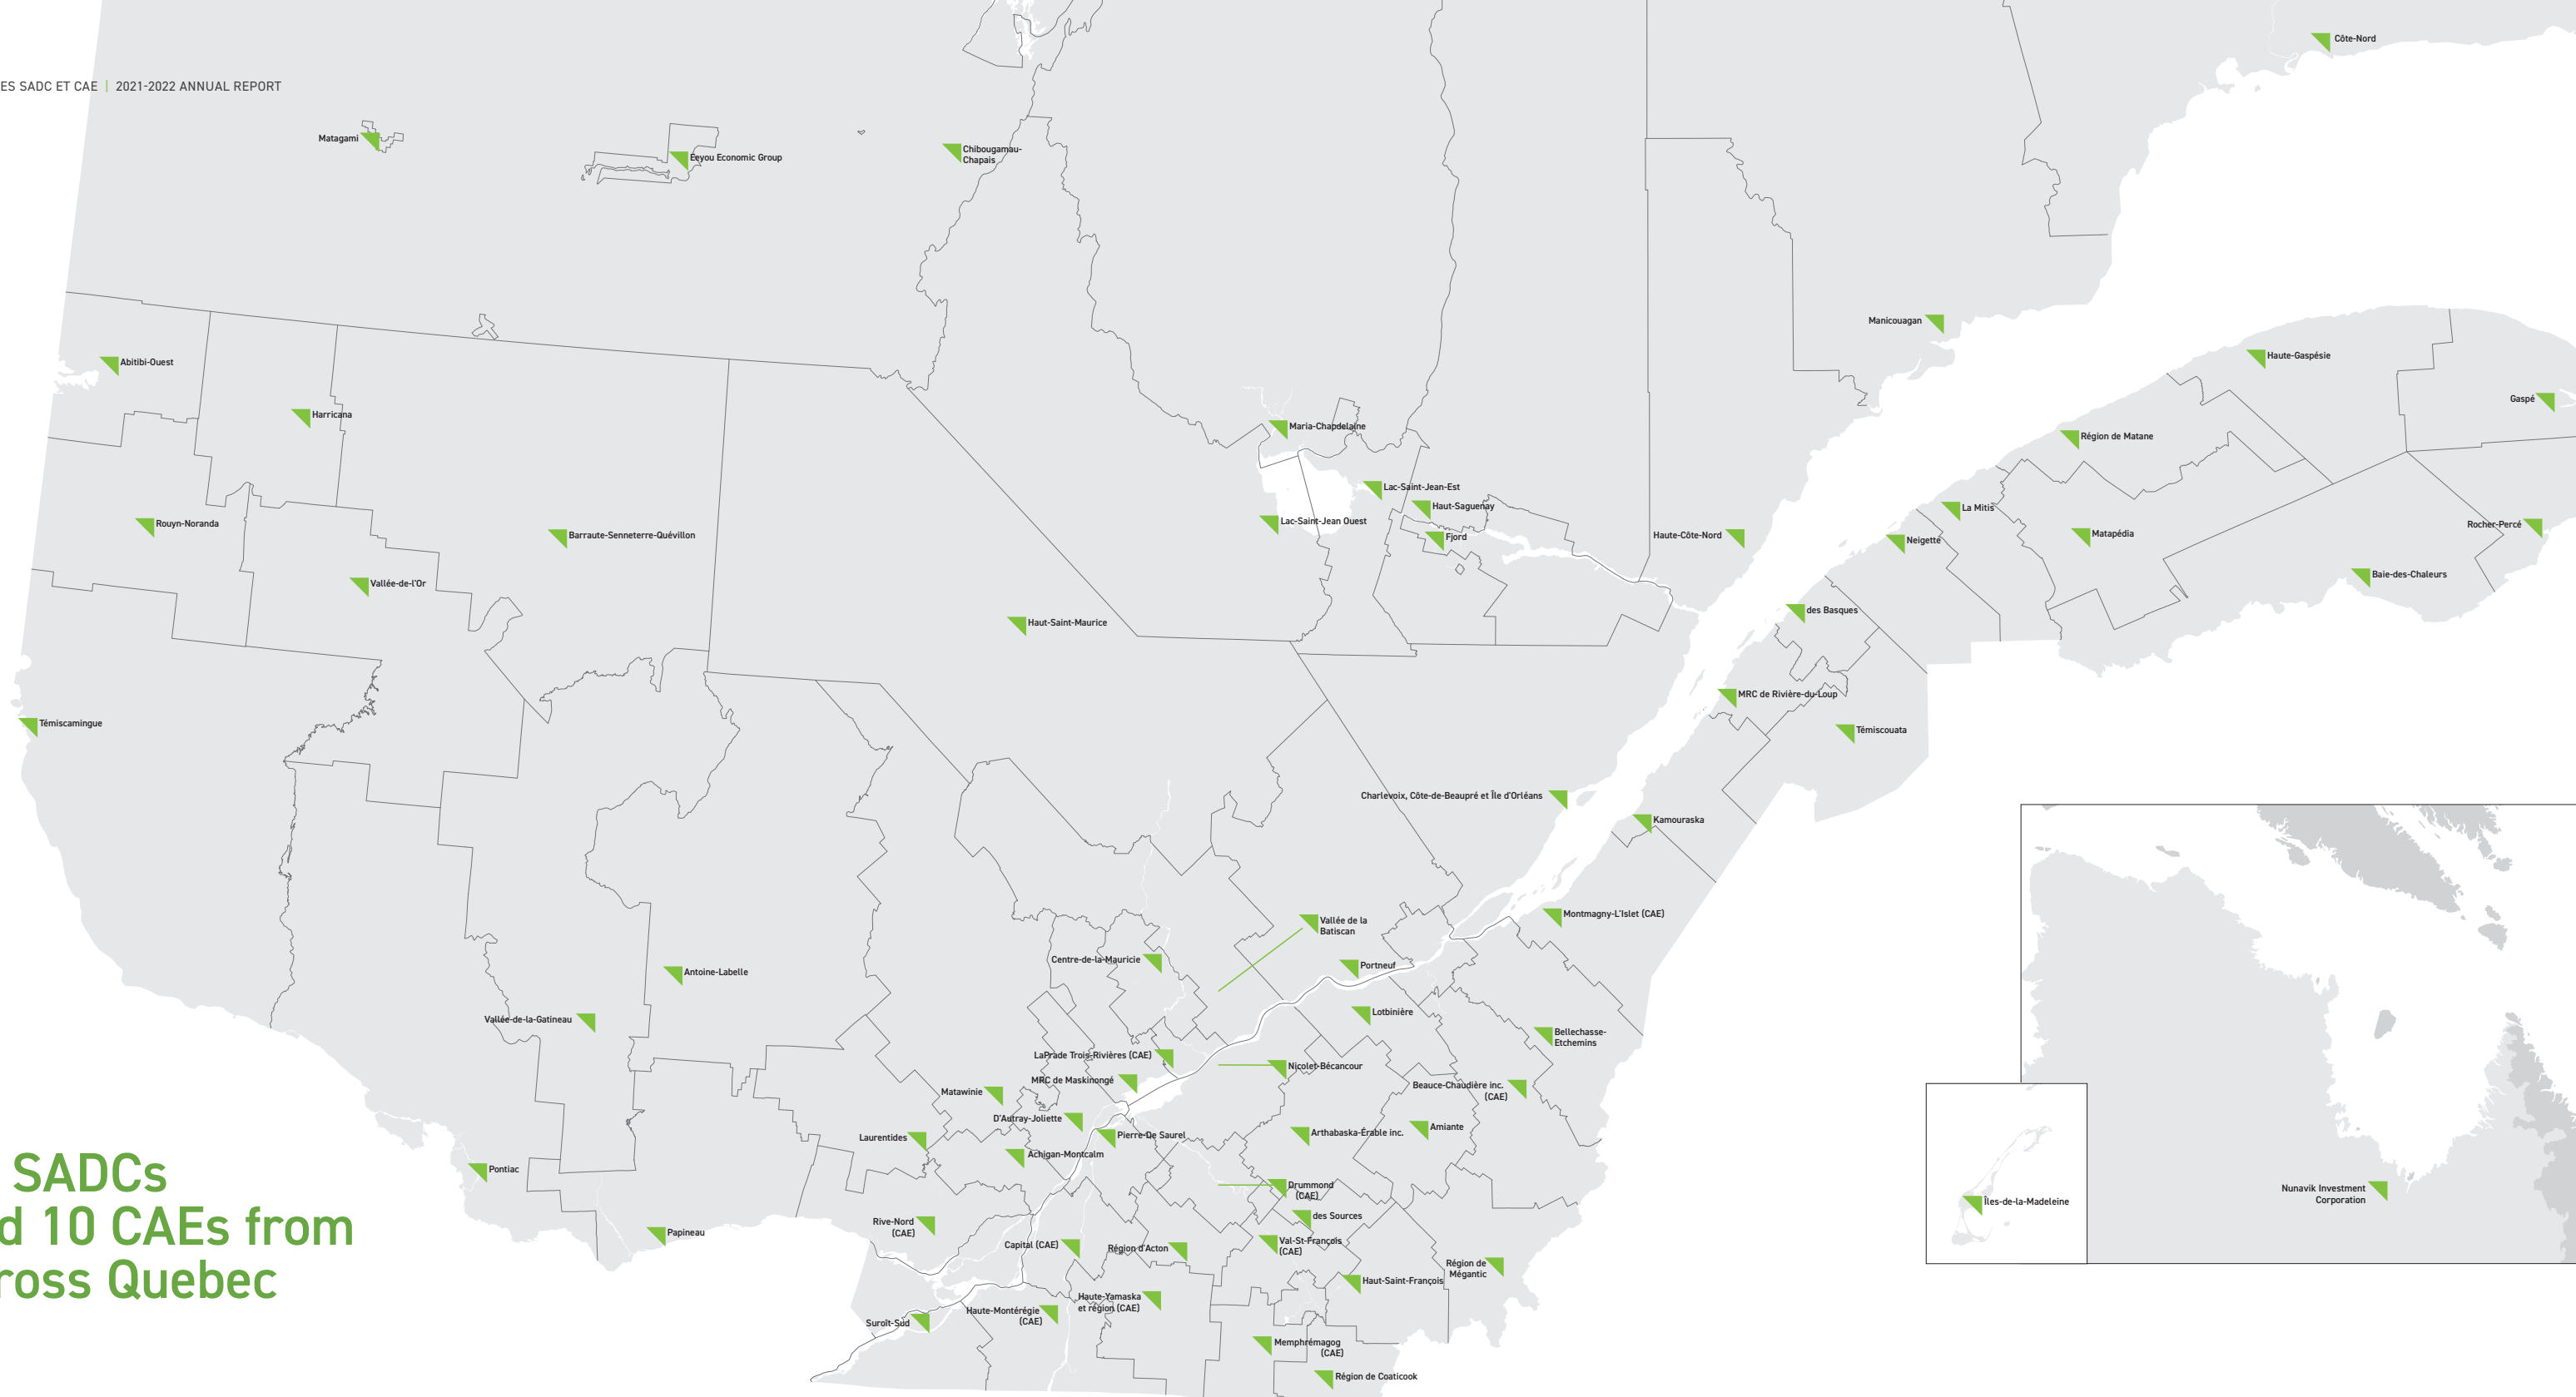 ES SADC ET CAE | 2021-2022 ANNUAL REPORT
Côte-Nord
Matagami
Eeyou Economic Group
Chibougamau-
Chapais
Manicouagan
Haute-Gaspésie
Abitibi-Ouest
Gaspé
Harricana
Maria-Chapdelaine
Région de Matane
Lac-Saint-Jean-Est
Haut-Saguenay
La Mitis
Rouyn-Noranda
Lac-Saint-Jean Ouest
Rocher-Percé
Barraute-Senneterre-Quévillon
Fjord
Haute-Côte-Nord
Neigette
Matapédia
Vallée-de-l'Or
Baie-des-Chaleurs
des Basques
Haut-Saint-Maurice
MRC de Rivière-du-Loup
Témiscamingue
Témiscouata
Charlevoix, Côte-de-Beaupré et Île d'Orléans
Kamouraska
Montmagny-L'Islet (CAE)
Vallée de la
Batiscan
Centre-de-la-Mauricie
Portneuf
Antoine-Labelle
Lotbinière
Vallée-de-la-Gatineau
Bellechasse-
Etchemins
LaPrade Trois-Rivières (CAE)
Nicolet-Bécancour
MRC de Maskinongé
Beauce-Chaudière inc.
(CAE)
Matawinie
D'Autray-Joliette
Amiante
Arthabaska-Érable inc.
Pierre-De Saurel
Laurentides
Achigan-Montcalm
Pontiac
Drummond
(CAE)
Nunavik Investment
Corporation
Îles-de-la-Madeleine
des Sources
Rive-Nord
(CAE)
Papineau
Capital (CAE)
Région d'Acton
Val-St-François
(CAE)
Région de
Mégantic
Haut-Saint-François
Haute-Yamaska
et région (CAE)
Haute-Montérégie
(CAE)
Suroît-Sud
Memphrémagog
(CAE)
Région de Coaticook
SADCs
d 10 CAEs from
ross Quebec